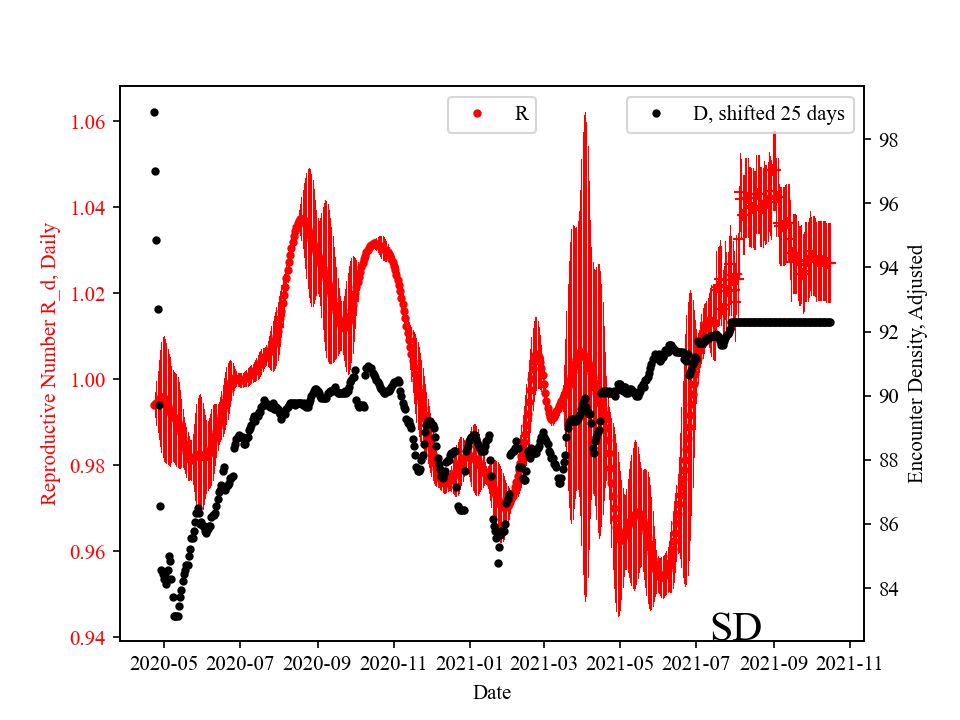 R
D, shifted 25 days
1.06
1.04
1.02
1.00
0.98
0.96
0.94
Reproductive Number R_d, Daily
98
96
94
92
90
88
86
84
Encounter Density, Adjusted
SD
2020-05 2020-07 2020-09 2020-11 2021-01 2021-03 2021-05 2021-07 2021-09 2021-11
Date